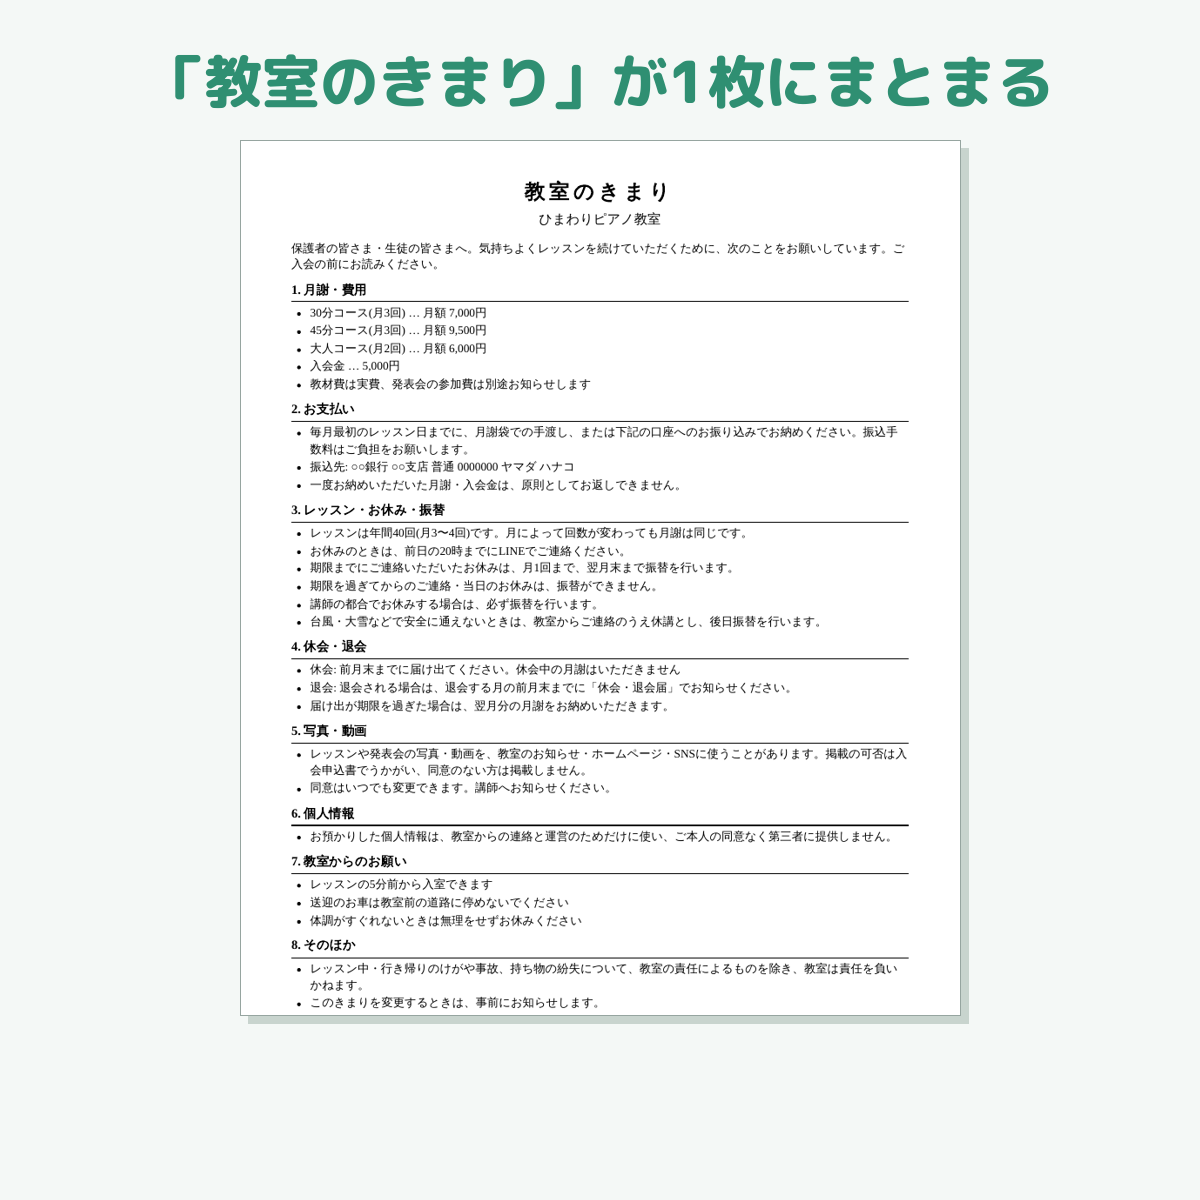 「教室のきまり」が1枚にまとまる
教室のきまり
ひまわりピアノ教室
保護者の皆さま・生徒の皆さまへ。気持ちよくレッスンを続けていただくために、次のことをお願いしています。ご
入会の前にお読みください。
1. 月謝・費用
• 30分コース(月3回) … 月額 7,000円
• 45分コース(月3回) … 月額 9,500円
• 大人コース(月2回) … 月額 6,000円
• 入会金 … 5,000円
• 教材費は実費、発表会の参加費は別途お知らせします
2. お支払い
• 毎月最初のレッスン日までに、月謝袋での手渡し、または下記の口座へのお振り込みでお納めください。振込手
数料はご負担をお願いします。
• 振込先: ○○銀行 ○○支店 普通 0000000 ヤマダ ハナコ
• 一度お納めいただいた月謝・入会金は、原則としてお返しできません。
3. レッスン・お休み・振替
• レッスンは年間40回(月3〜4回)です。月によって回数が変わっても月謝は同じです。
• お休みのときは、前日の20時までにLINEでご連絡ください。
• 期限までにご連絡いただいたお休みは、月1回まで、翌月末まで振替を行います。
• 期限を過ぎてからのご連絡・当日のお休みは、振替ができません。
• 講師の都合でお休みする場合は、必ず振替を行います。
• 台風・大雪などで安全に通えないときは、教室からご連絡のうえ休講とし、後日振替を行います。
4. 休会・退会
• 休会: 前月末までに届け出てください。休会中の月謝はいただきません
• 退会: 退会される場合は、退会する月の前月末までに「休会・退会届」でお知らせください。
• 届け出が期限を過ぎた場合は、翌月分の月謝をお納めいただきます。
5. 写真・動画
• レッスンや発表会の写真・動画を、教室のお知らせ・ホームページ・SNSに使うことがあります。掲載の可否は入
会申込書でうかがい、同意のない方は掲載しません。
• 同意はいつでも変更できます。講師へお知らせください。
6. 個人情報
• お預かりした個人情報は、教室からの連絡と運営のためだけに使い、ご本人の同意なく第三者に提供しません。
7. 教室からのお願い
• レッスンの5分前から入室できます
• 送迎のお車は教室前の道路に停めないでください
• 体調がすぐれないときは無理をせずお休みください
8. そのほか
• レッスン中・行き帰りのけがや事故、持ち物の紛失について、教室の責任によるものを除き、教室は責任を負い
かねます。
• このきまりを変更するときは、事前にお知らせします。